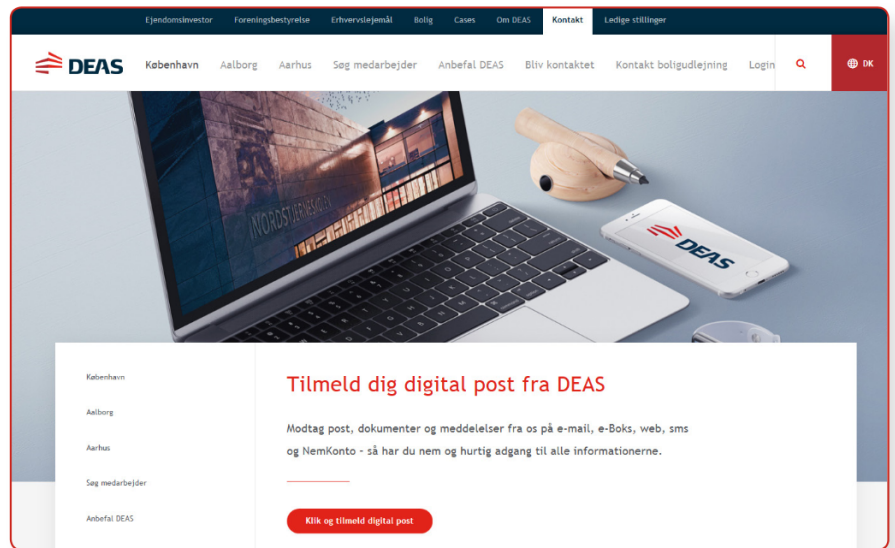 Ejendomsinvestor Foreningsbestyrelse Erhvervslejemål Bolig Cases Om DEAS Kontakt Ledige stillinger
DEAS København Aalborg Aarhus Søg medarbejder Anbefal DEAS Bliv kontaktet Kontakt boligudlejning Login DK
NORDSTJERNESKOLEN
DEAS
København
Aalborg
Aarhus
Søg medarbejder
Anbefal DEAS
Tilmeld dig digital post fra DEAS
Modtag post, dokumenter og meddelelser fra os på e-mail, e-Boks, web, sms
og NemKonto - så har du nem og hurtig adgang til alle informationerne.
Klik og tilmeld digital post